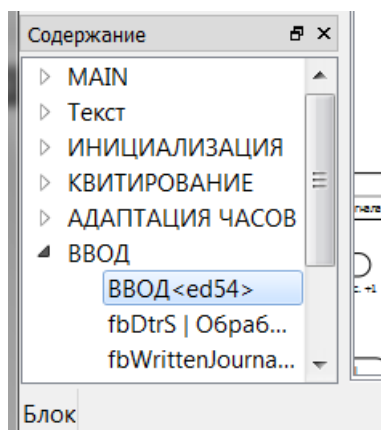 Содержание
MAIN
Текст
ИНИЦИАЛИЗАЦИЯ
КВИТИРОВАНИЕ
АДАПТАЦИЯ ЧАСОВ
ВВОД
ВВОД<ed54>
fbDtrS | Обраб...
fbWrittenJourna...
Блок